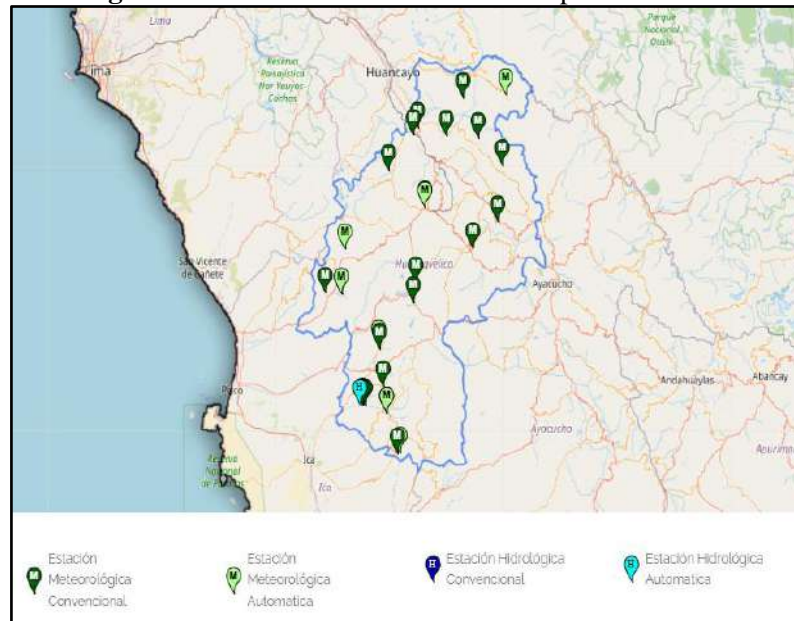 Lima
Parque
Nacional
Otishi
Reserva
Paisajística
Nor Yauyos-
Cochas
Huancayo
ima
San Vicente
de Cañete
Huancavelica
Ayacucho
Pisco
Andahuaylas
Abancay
Ayacucho
Apurímac
Reserva
Nacional
de Paracas
Ica
Ica
Estación
Meteorológica
Convencional
Estación
Meteorológica
Automatica
Estación Hidrológica
Convencional
Estación Hidrológica
Automatica